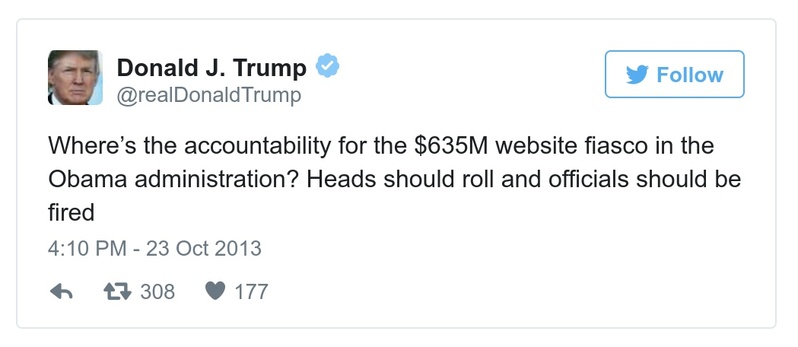 Donald J. Trump
@realDonaldTrump
Follow
Where’s the accountability for the $635M website fiasco in the
Obama administration? Heads should roll and officials should be
fired
4:10 PM - 23 Oct 2013
308 177